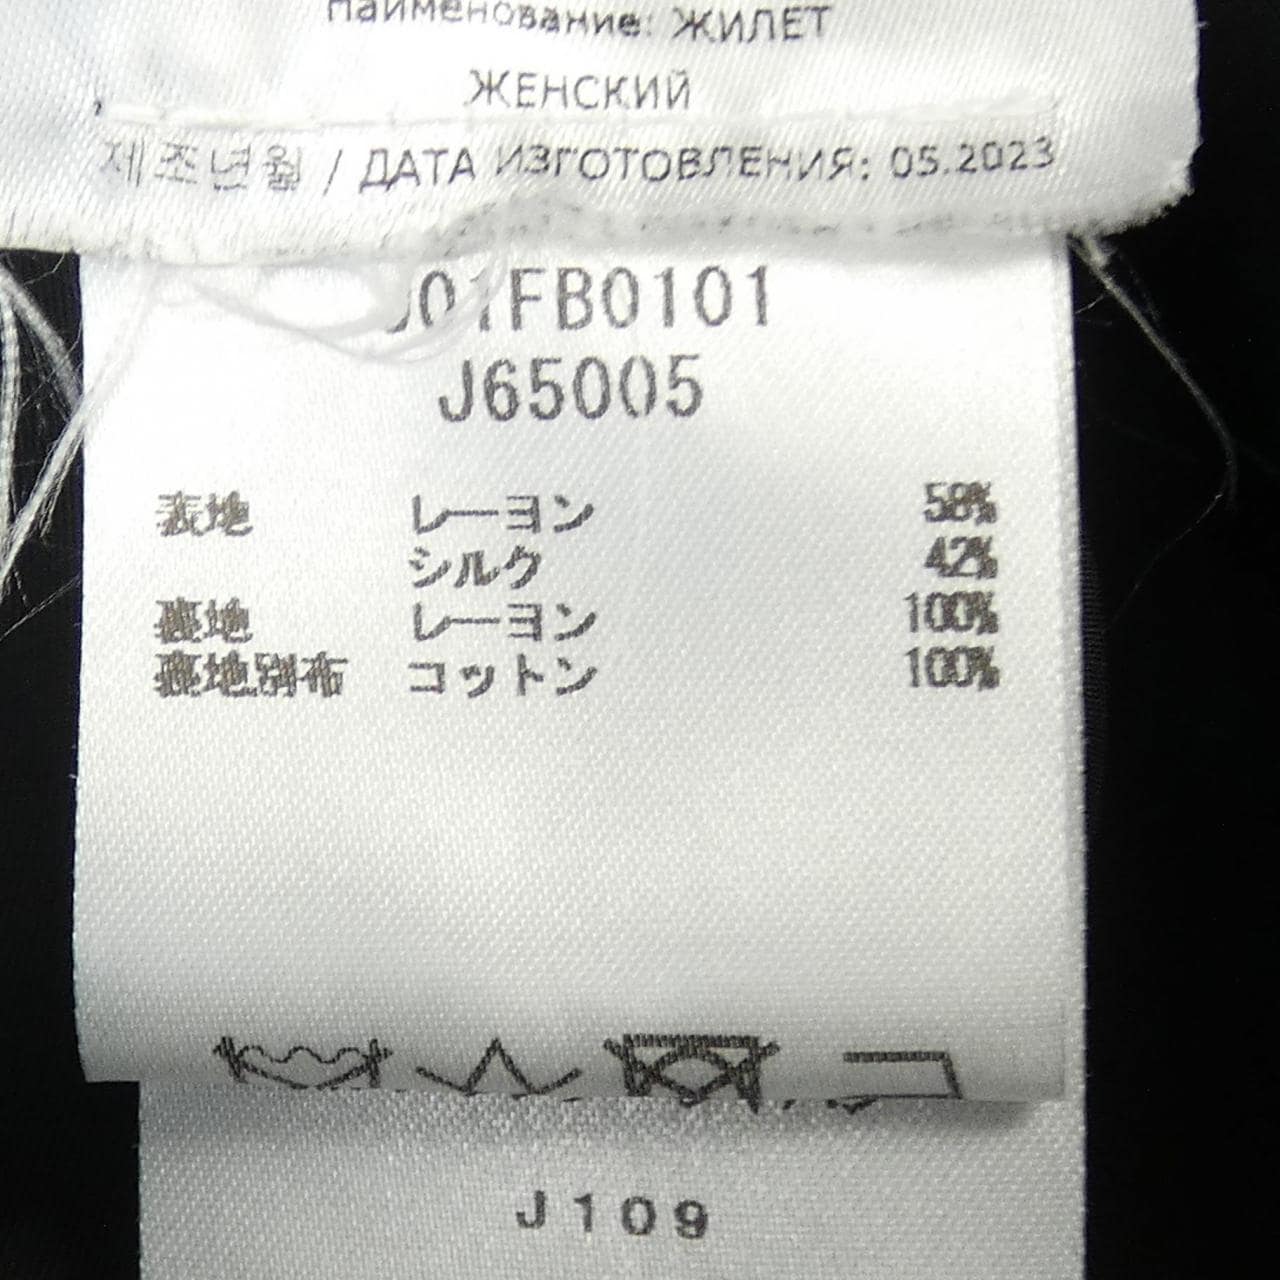 Наименование: ЖИЛЕТ
ЖЕНСКИЙ
제조년월 / ДАТА ИЗГОТОВЛЕНИЯ: 05.2023
J01FB0101
J65005
表地 レーヨン 58%
シルク 42%
裏地 レーヨン 100%
裏地別布 コットン 100%
J109